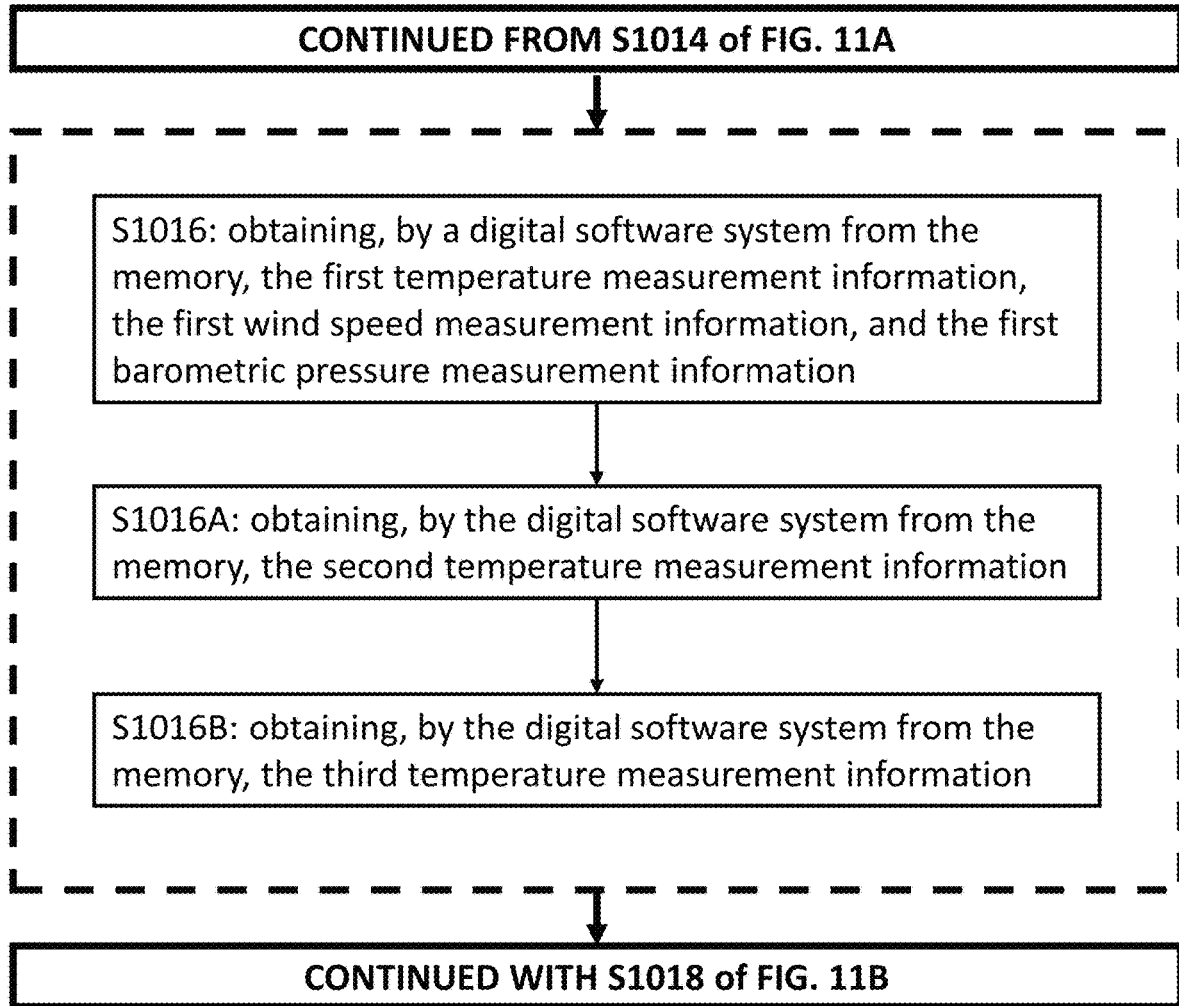 CONTINUED FROM S1014 of FIG. 11A
S1016: obtaining, by a digital software system from the
memory, the first temperature measurement information,
the first wind speed measurement information, and the first
barometric pressure measurement information
S1016A: obtaining, by the digital software system from the
memory, the second temperature measurement information
S1016B: obtaining, by the digital software system from the
memory, the third temperature measurement information
CONTINUED WITH S1018 of FIG. 11B